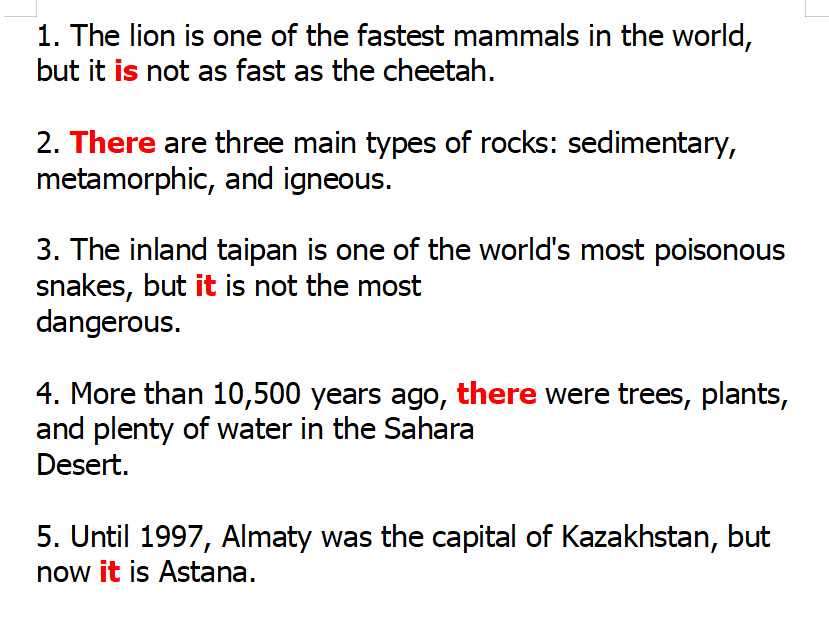 1. The lion is one of the fastest mammals in the world,
but it is not as fast as the cheetah.
2. There are three main types of rocks: sedimentary,
metamorphic, and igneous.
3. The inland taipan is one of the world's most poisonous
snakes, but it is not the most
dangerous.
4. More than 10,500 years ago, there were trees, plants,
and plenty of water in the Sahara
Desert.
5. Until 1997, Almaty was the capital of Kazakhstan, but
now it is Astana.